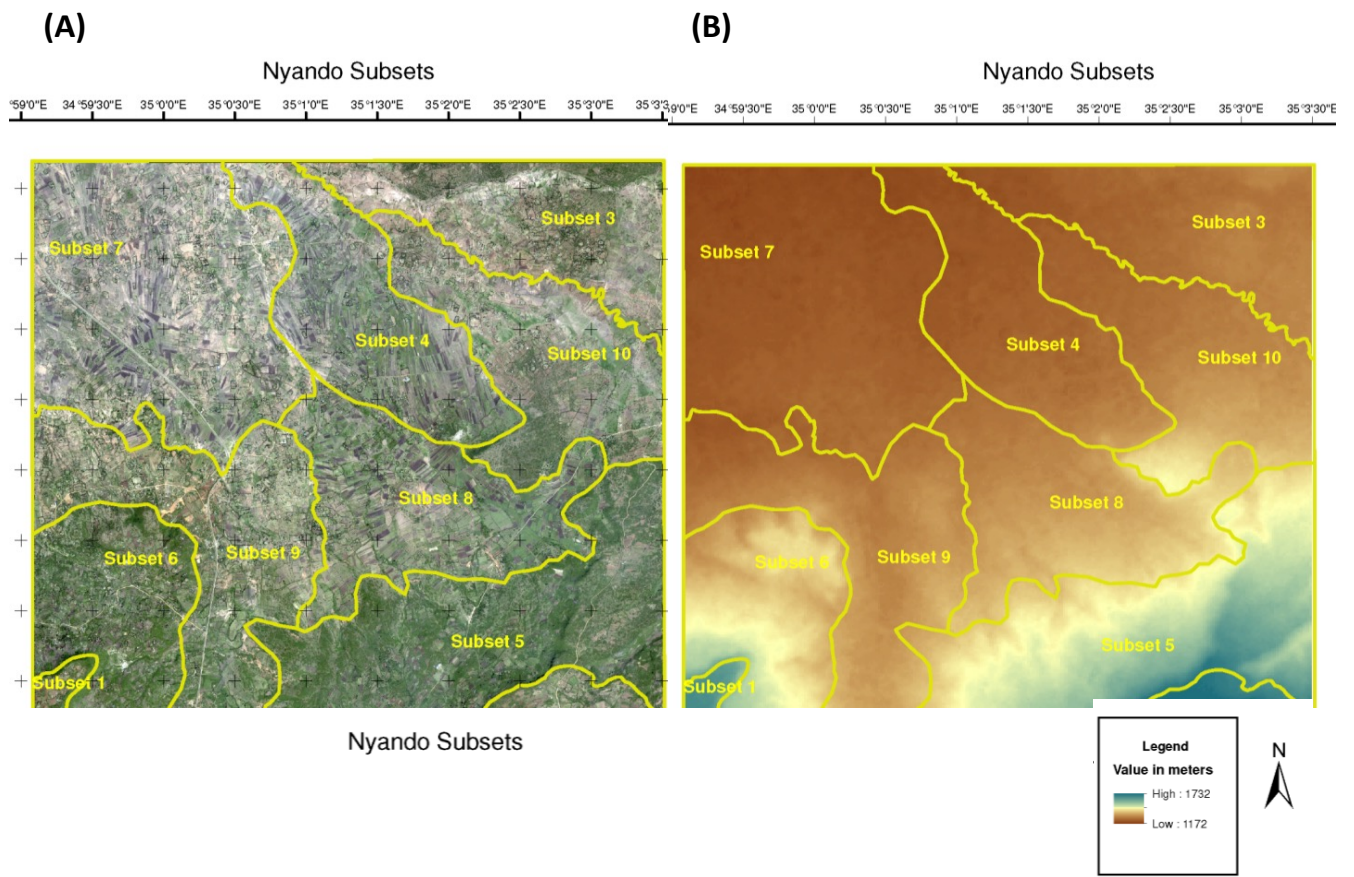 (A)
(B)
Nyando Subsets
Nyando Subsets
°59'0"E 34°59'30"E 35°0'0"E 35°0'30"E 35°1'0"E 35°1'30"E 35°2'0"E 35°2'30"E 35°3'0"E 35°3'3
34°59'30"E 35°0'0"E 35°0'30"E 35°1'0"E 35°1'30"E 35°2'0"E 35°2'30"E 35°3'0"E 35°3'30"E
Subset 3
Subset 7
Subset 4
Subset 10
Subset 8
Subset 6
Subset 9
Subset 5
Subset 1
Subset 3
Subset 7
Subset 4
Subset 10
Subset 8
Subset 6
Subset 9
Subset 5
Subset 1
Nyando Subsets
Legend
Value in meters
High : 1732
Low : 1172
N